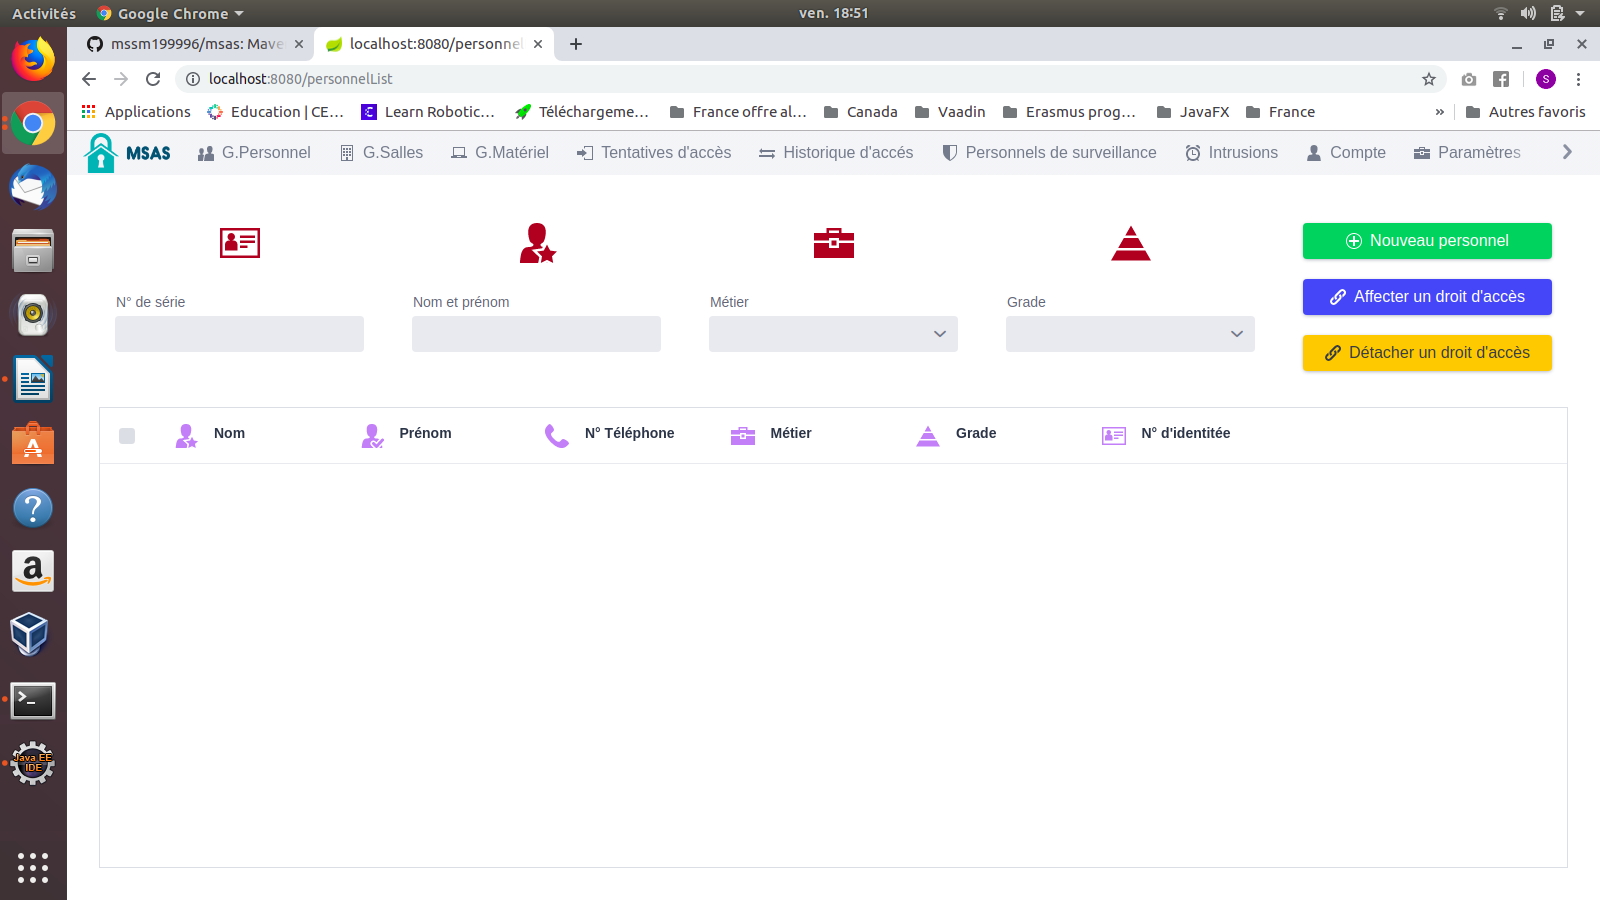 Activités Google Chrome ven. 18:51
mssm199996/msas: Mave localhost:8080/personnel
localhost:8080/personnelList S
Applications Education | CE… Learn Robotic… Téléchargeme… France offre al… Canada Vaadin Erasmus prog… JavaFX France » Autres favoris
MSAS G.Personnel G.Salles G.Matériel Tentatives d'accès Historique d'accés Personnels de surveillance Intrusions Compte Paramètres
Nouveau personnel
Affecter un droit d'accès
N° de série Nom et prénom Métier Grade
Détacher un droit d'accès
Nom Prénom N° Téléphone Métier Grade N° d'identitée
Java EE
IDE